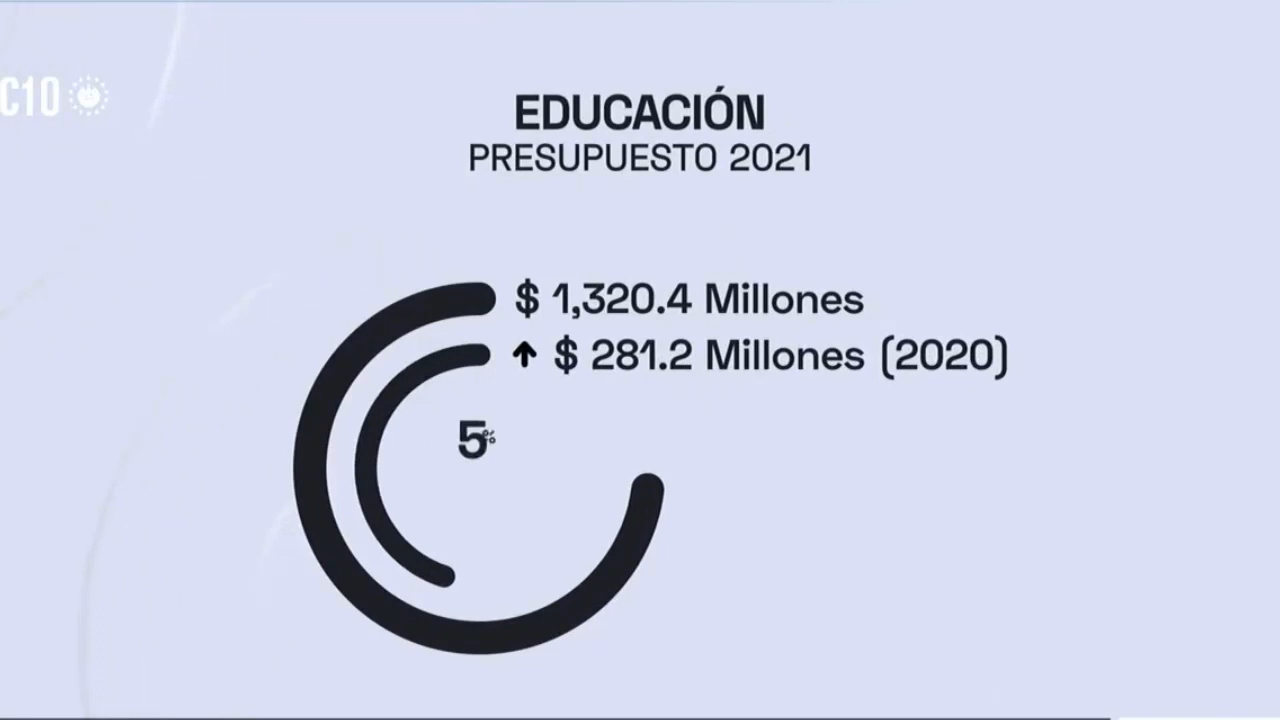 C10
EDUCACIÓN
PRESUPUESTO 2021
$ 1,320.4 Millones
↑ $ 281.2 Millones (2020)
5%